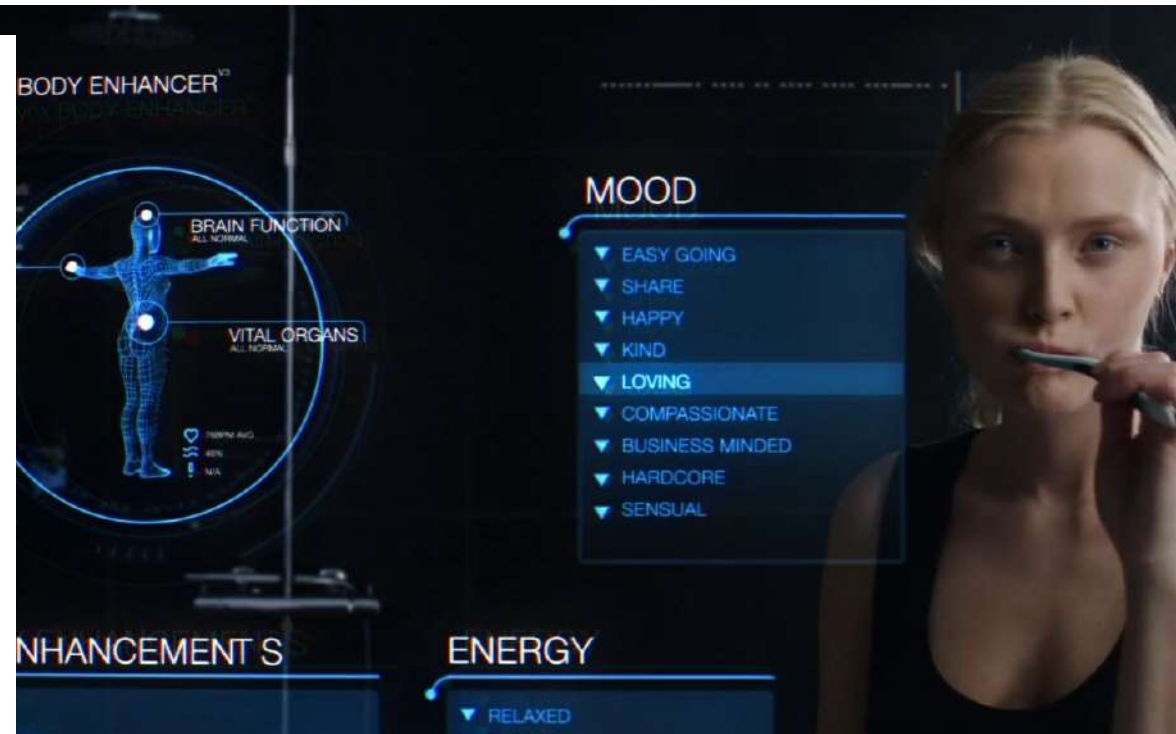 BODY ENHANCER V3
BRAIN FUNCTION
ALL NORMAL
VITAL ORGANS
ALL NORMAL
N/A
MOOD
EASY GOING
SHARE
HAPPY
KIND
LOVING
COMPASSIONATE
BUSINESS MINDED
HARDCORE
SENSUAL
NHANCEMENT S
ENERGY
RELAXED